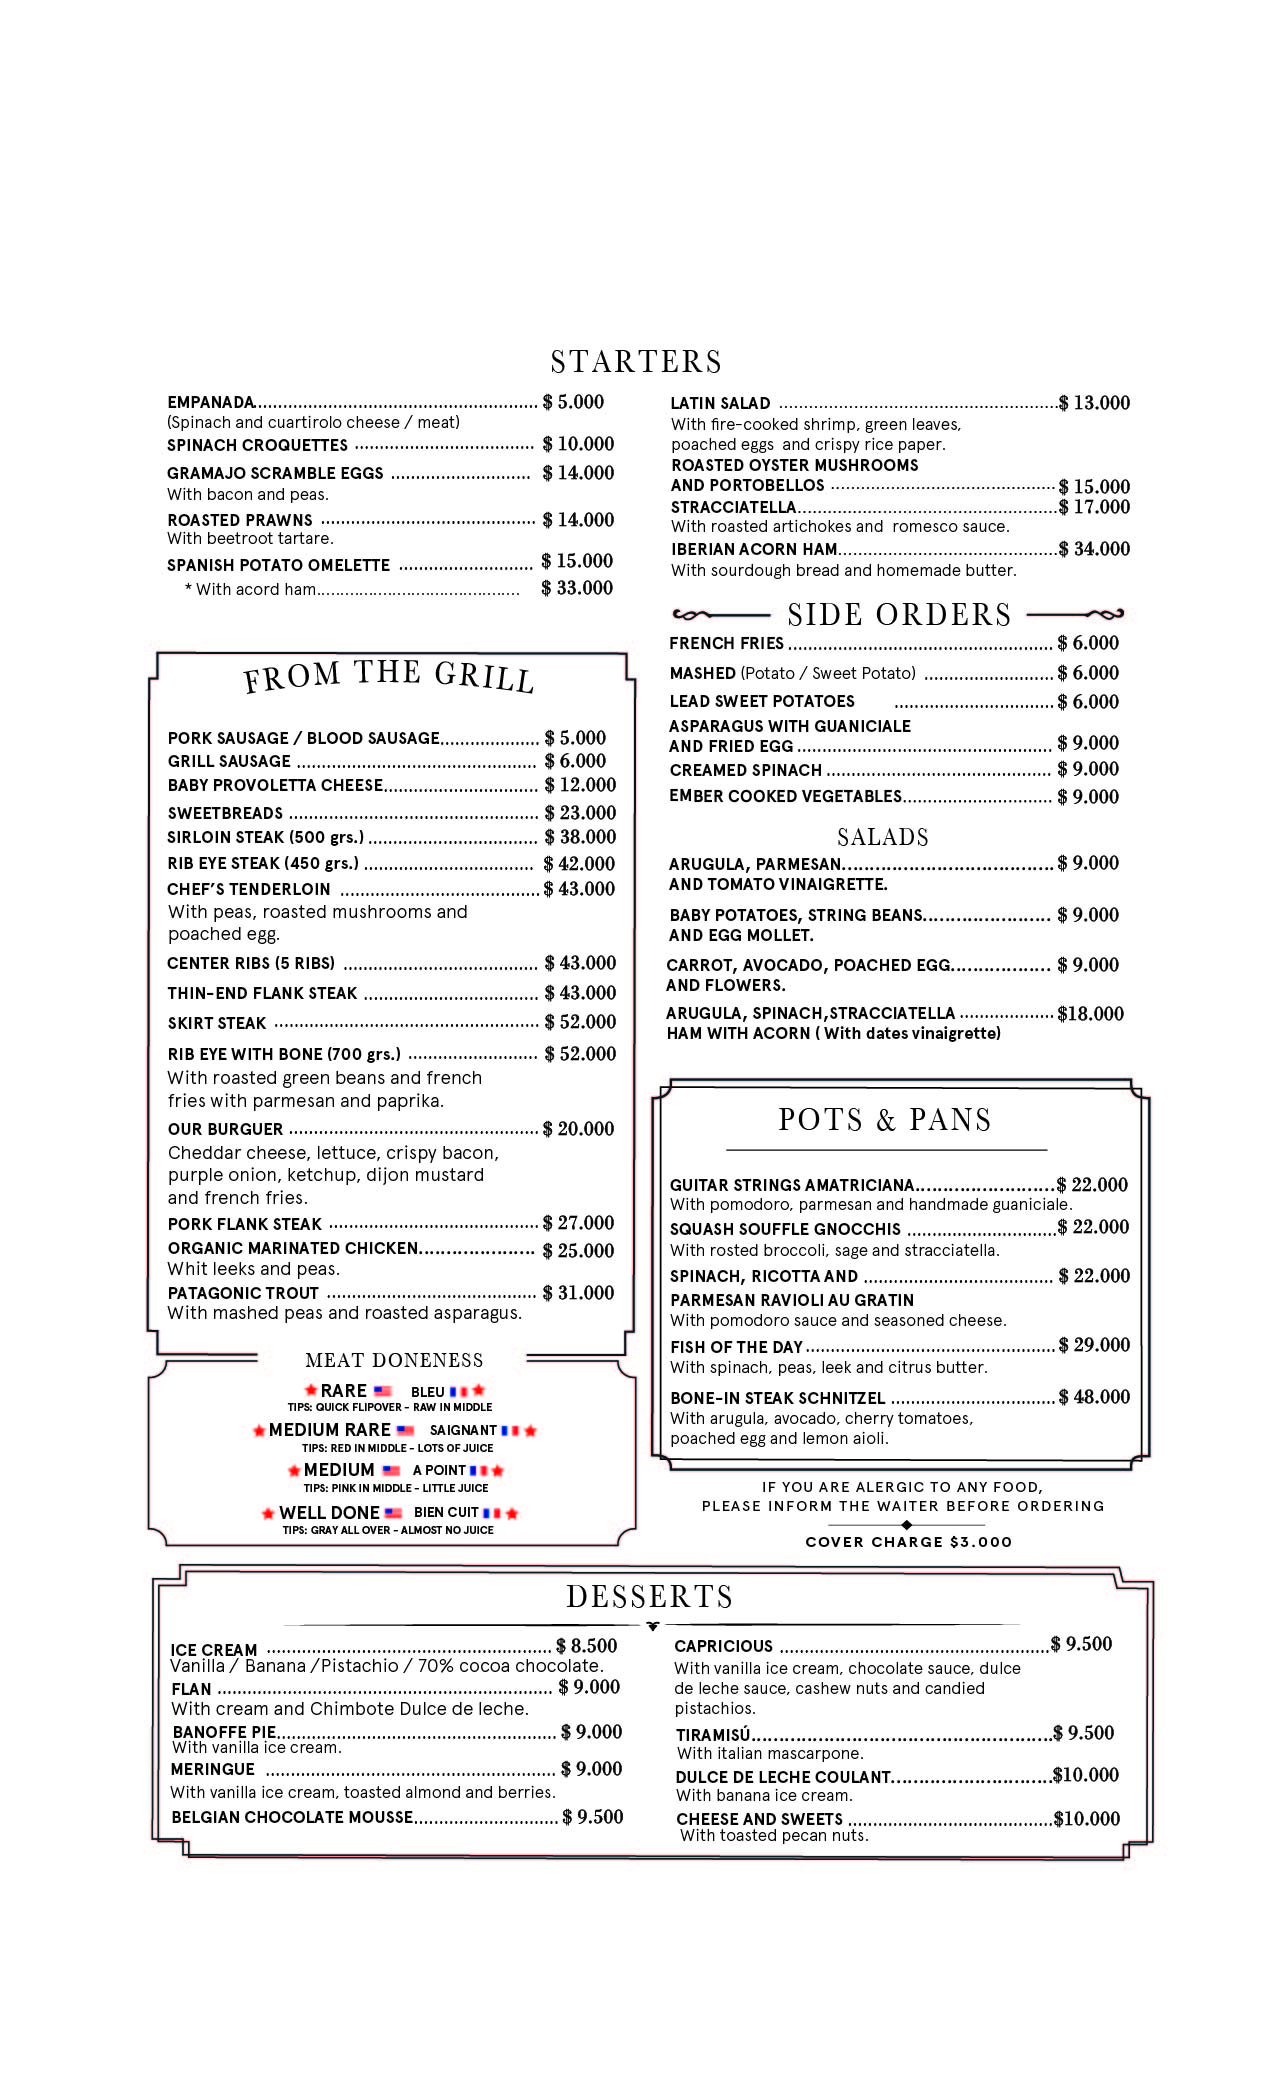 STARTERS
EMPANADA........................................................ $ 5.000
(Spinach and cuartirolo cheese / meat)
SPINACH CROQUETTES .................................... $ 10.000
GRAMAJO SCRAMBLE EGGS ............................ $ 14.000
With bacon and peas.
ROASTED PRAWNS ........................................... $ 14.000
With beetroot tartare.
SPANISH POTATO OMELETTE ........................... $ 15.000
* With acord ham......................................... $ 33.000
LATIN SALAD ........................................................$ 13.000
With fire-cooked shrimp, green leaves,
poached eggs and crispy rice paper.
ROASTED OYSTER MUSHROOMS
AND PORTOBELLOS .............................................$ 15.000
STRACCIATELLA....................................................$ 17.000
With roasted artichokes and romesco sauce.
IBERIAN ACORN HAM............................................$ 34.000
With sourdough bread and homemade butter.
SIDE ORDERS
FRENCH FRIES .....................................................$ 6.000
MASHED (Potato / Sweet Potato) ..........................$ 6.000
LEAD SWEET POTATOES ................................$ 6.000
ASPARAGUS WITH GUANICIALE
AND FRIED EGG ................................................... $ 9.000
CREAMED SPINACH ............................................. $ 9.000
EMBER COOKED VEGETABLES.............................. $ 9.000
SALADS
ARUGULA, PARMESAN.....................................$ 9.000
AND TOMATO VINAIGRETTE.
BABY POTATOES, STRING BEANS....................... $ 9.000
AND EGG MOLLET.
CARROT, AVOCADO, POACHED EGG.................. $ 9.000
AND FLOWERS.
ARUGULA, SPINACH,STRACCIATELLA ...................$18.000
HAM WITH ACORN ( With dates vinaigrette)
FROM THE GRILL
PORK SAUSAGE / BLOOD SAUSAGE.................... $ 5.000
GRILL SAUSAGE ................................................ $ 6.000
BABY PROVOLETTA CHEESE............................... $ 12.000
SWEETBREADS .................................................. $ 23.000
SIRLOIN STEAK (500 grs.) .................................. $ 38.000
RIB EYE STEAK (450 grs.) .................................. $ 42.000
CHEF’S TENDERLOIN ........................................ $ 43.000
With peas, roasted mushrooms and
poached egg.
CENTER RIBS (5 RIBS) ....................................... $ 43.000
THIN-END FLANK STEAK ................................... $ 43.000
SKIRT STEAK ..................................................... $ 52.000
RIB EYE WITH BONE (700 grs.) .......................... $ 52.000
With roasted green beans and french
fries with parmesan and paprika.
OUR BURGUER .................................................. $ 20.000
Cheddar cheese, lettuce, crispy bacon,
purple onion, ketchup, dijon mustard
and french fries.
PORK FLANK STEAK .......................................... $ 27.000
ORGANIC MARINATED CHICKEN..................... $ 25.000
Whit leeks and peas.
PATAGONIC TROUT .......................................... $ 31.000
With mashed peas and roasted asparagus.
MEAT DONENESS
RARE BLEU
TIPS: QUICK FLIPOVER - RAW IN MIDDLE
MEDIUM RARE SAIGNANT
TIPS: RED IN MIDDLE - LOTS OF JUICE
MEDIUM A POINT
TIPS: PINK IN MIDDLE - LITTLE JUICE
WELL DONE BIEN CUIT
TIPS: GRAY ALL OVER - ALMOST NO JUICE
POTS & PANS
GUITAR STRINGS AMATRICIANA.........................$ 22.000
With pomodoro, parmesan and handmade guaniciale.
SQUASH SOUFFLE GNOCCHIS ..............................$ 22.000
With rosted broccoli, sage and stracciatella.
SPINACH, RICOTTA AND ...................................... $ 22.000
PARMESAN RAVIOLI AU GRATIN
With pomodoro sauce and seasoned cheese.
FISH OF THE DAY .................................................. $ 29.000
With spinach, peas, leek and citrus butter.
BONE-IN STEAK SCHNITZEL ................................. $ 48.000
With arugula, avocado, cherry tomatoes,
poached egg and lemon aioli.
IF YOU ARE ALERGIC TO ANY FOOD,
PLEASE INFORM THE WAITER BEFORE ORDERING
COVER CHARGE $3.000
DESSERTS
ICE CREAM .........................................................$ 8.500
Vanilla / Banana /Pistachio / 70% cocoa chocolate.
FLAN ................................................................... $ 9.000
With cream and Chimbote Dulce de leche.
BANOFFE PIE........................................................ $ 9.000
With vanilla ice cream.
MERINGUE .......................................................... $ 9.000
With vanilla ice cream, toasted almond and berries.
BELGIAN CHOCOLATE MOUSSE............................. $ 9.500
CAPRICIOUS ......................................................$ 9.500
With vanilla ice cream, chocolate sauce, dulce
de leche sauce, cashew nuts and candied
pistachios.
TIRAMISÚ.....................................................$ 9.500
With italian mascarpone.
DULCE DE LECHE COULANT............................$10.000
With banana ice cream.
CHEESE AND SWEETS .........................................$10.000
With toasted pecan nuts.